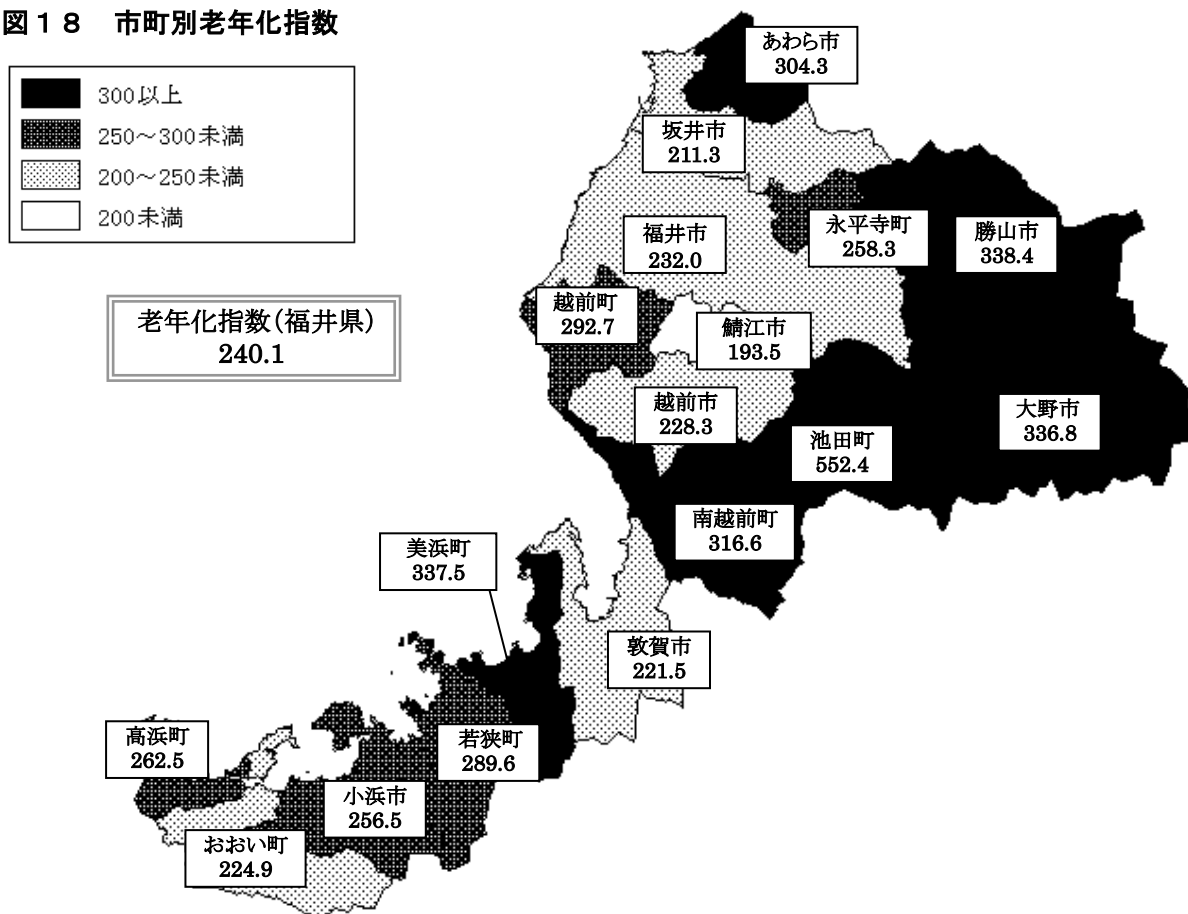 図18 市町別老年化指数
300以上
250～300未満
200～250未満
200未満
老年化指数（福井県）
240.1
あわら市
304.3
坂井市
211.3
福井市
232.0
永平寺町
258.3
勝山市
338.4
越前町
292.7
鯖江市
193.5
越前市
228.3
大野市
336.8
池田町
552.4
南越前町
316.6
美浜町
337.5
敦賀市
221.5
高浜町
262.5
若狭町
289.6
小浜市
256.5
おおい町
224.9